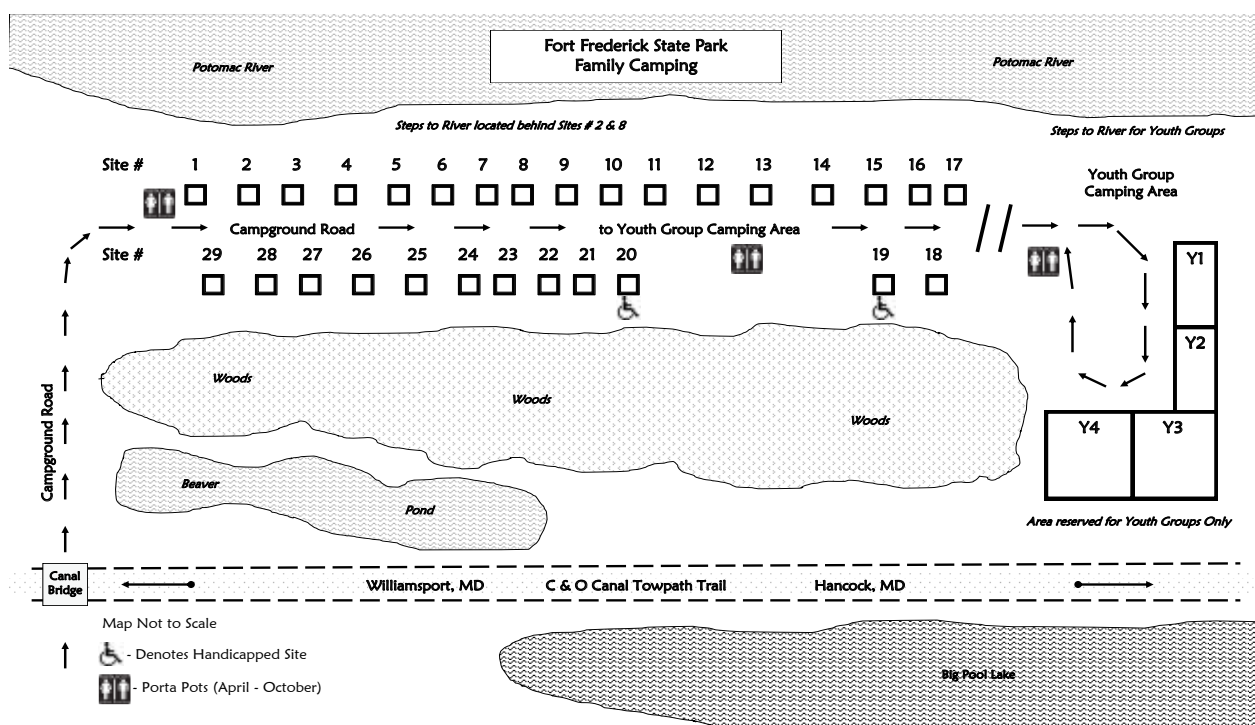 Fort Frederick State Park
Family Camping
Potomac River
Potomac River
Steps to River located behind Sites # 2 & 8
Steps to River for Youth Groups
Site # 1 2 3 4 5 6 7 8 9 10 11 12 13 14 15 16 17
Youth Group
Camping Area
Campground Road to Youth Group Camping Area
Site # 29 28 27 26 25 24 23 22 21 20 19 18
Y1
Y2
Y4 Y3
Woods
Woods
Woods
Campground Road
Beaver
Pond
Area reserved for Youth Groups Only
Canal
Bridge
Williamsport, MD C & O Canal Towpath Trail Hancock, MD
Map Not to Scale
- Denotes Handicapped Site
- Porta Pots (April - October)
Big Pool Lake